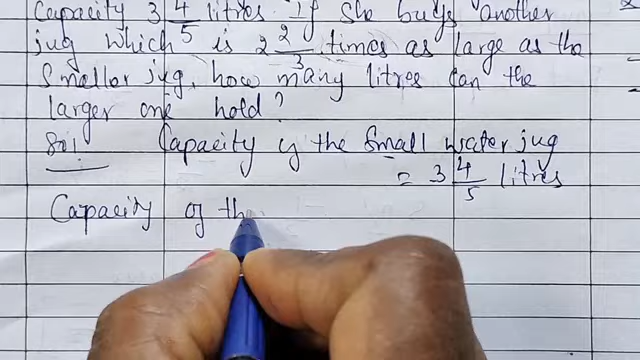 Capacity 3 4/5 litres. If she buys another
jug which is 2 2/3 times as large as the
smaller jug, how many litres can the
larger one hold?
Sol: Capacity of the small water jug
= 3 4/5 litres
Capacity of th